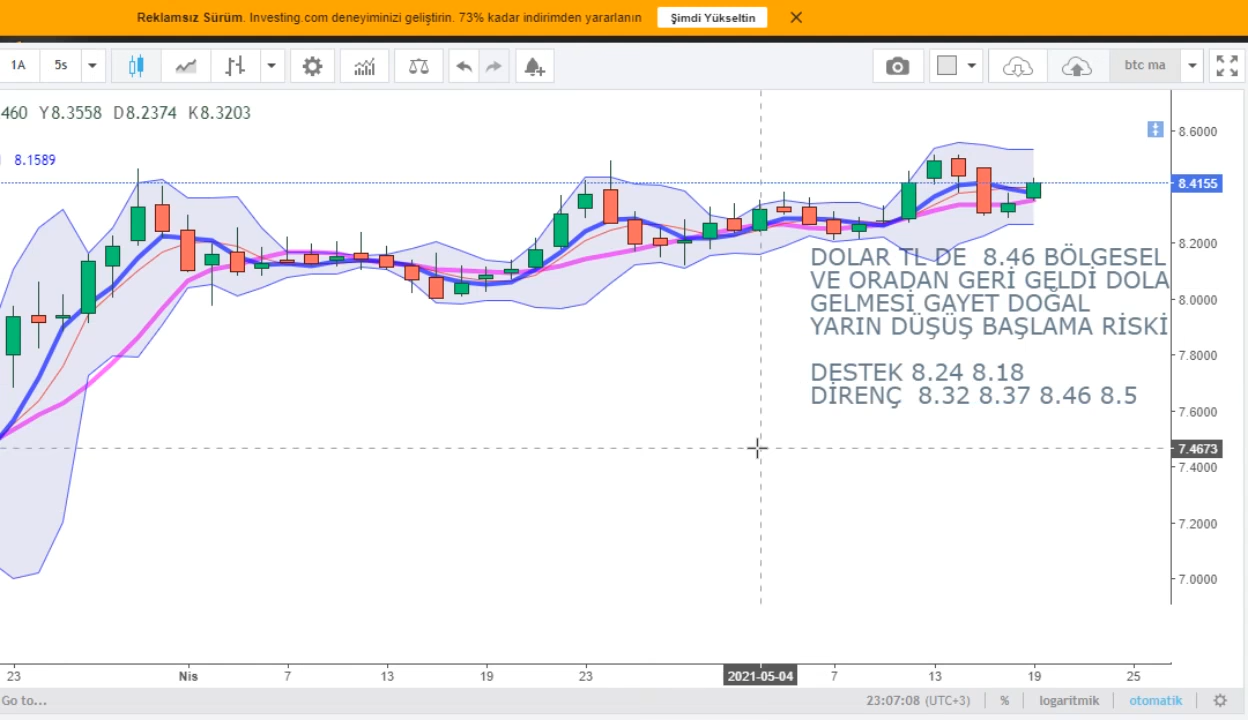 Reklamsız Sürüm. Investing.com deneyiminizi geliştirin. 73% kadar indirimden yararlanın Şimdi Yükseltin
1A 5s btc ma
460 Y8.3558 D8.2374 K8.3203
8.1589
8.6000
8.4155
8.2000
8.0000
7.8000
7.6000
7.4673
7.4000
7.2000
7.0000
DOLAR TL DE 8.46 BÖLGESEL
VE ORADAN GERİ GELDİ DOLA
GELMESİ GAYET DOĞAL
YARIN DÜŞÜŞ BAŞLAMA RİSKİ
DESTEK 8.24 8.18
DİRENÇ 8.32 8.37 8.46 8.5
23 Nis 7 13 19 23 2021-05-04 7 13 19 25
Go to... 23:07:08 (UTC+3) % logaritmik otomatik